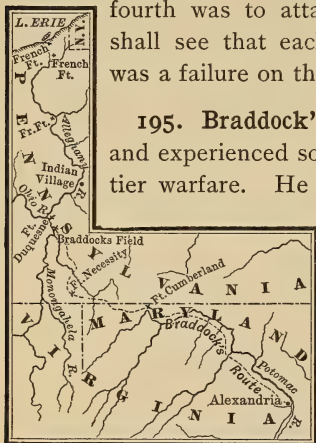 fourth was to atta
shall see that eac
was a failure on th
195. Braddock'
and experienced so
tier warfare. He
L. ERIE
N.Y.
French
Ft.
French
Ft.
Fr. Ft.
Alleghany
R.
Indian
Village
Ohio R.
Ft.
Duquesne
Braddocks Field
Ft. Necessity
Monongahela R.
Ft. Cumberland
PENNSYLVANIA
MARYLAND
VIRGINIA
Braddock's
Route
Potomac
R.
Alexandria